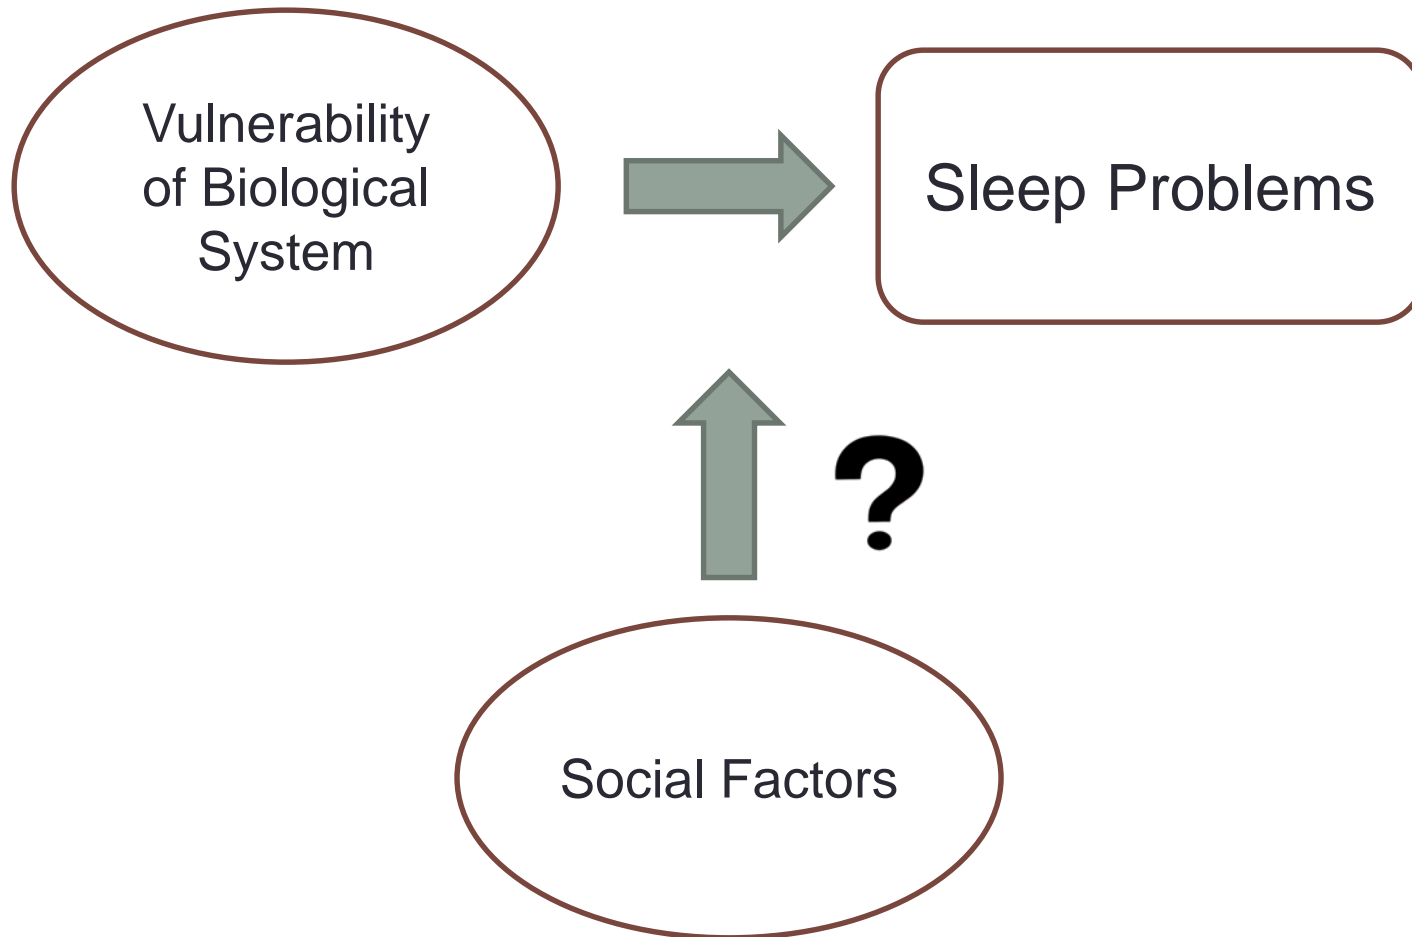 Vulnerability
of Biological
System
Sleep Problems
?
Social Factors